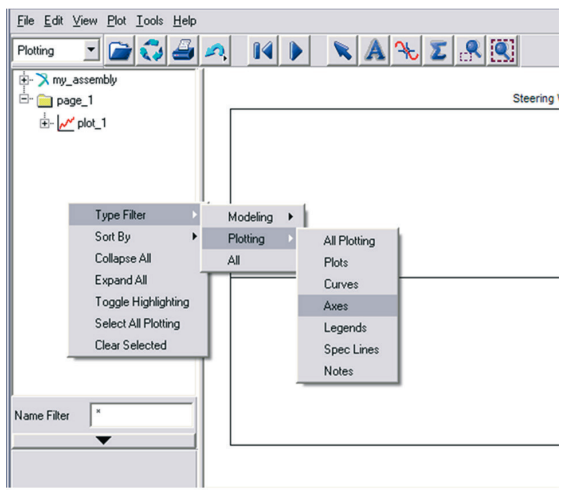 File Edit View Plot Tools Help
Plotting
A Σ
my_assembly
page_1
plot_1
Steering
Type Filter
Sort By
Collapse All
Expand All
Toggle Highlighting
Select All Plotting
Clear Selected
Modeling
Plotting
All
All Plotting
Plots
Curves
Axes
Legends
Spec Lines
Notes
Name Filter *